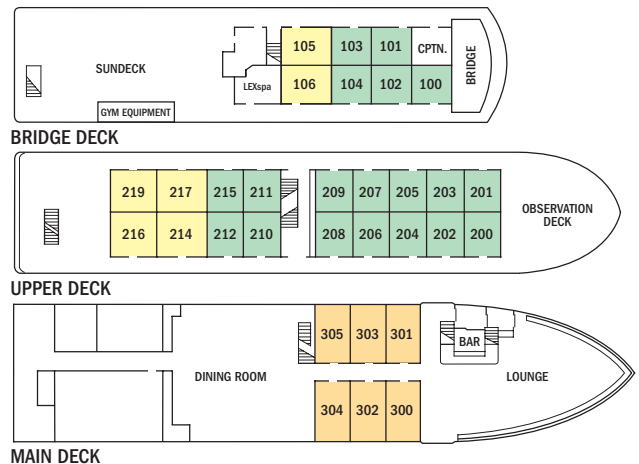 105 103 101 CPTN.
SUNDECK
BRIDGE
LEXspa 106 104 102 100
GYM EQUIPMENT
BRIDGE DECK
219 217 215 211 209 207 205 203 201
OBSERVATION
DECK
216 214 212 210 208 206 204 202 200
UPPER DECK
305 303 301
BAR
DINING ROOM
LOUNGE
304 302 300
MAIN DECK